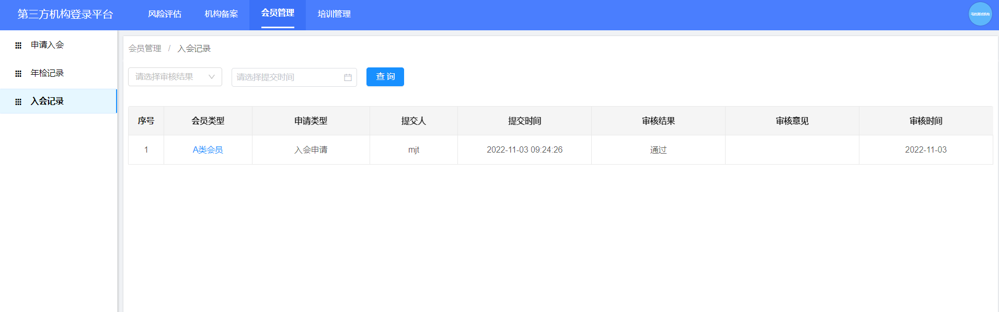 第三方机构登录平台 风险评估 机构备案 会员管理 培训管理
申请入会
年检记录
入会记录
会员管理 / 入会记录
请选择审核结果 请选择提交时间 查 询
序号 会员类型 申请类型 提交人 提交时间 审核结果 审核意见 审核时间
1 A类会员 入会申请 mjt 2022-11-03 09:24:26 通过 2022-11-03